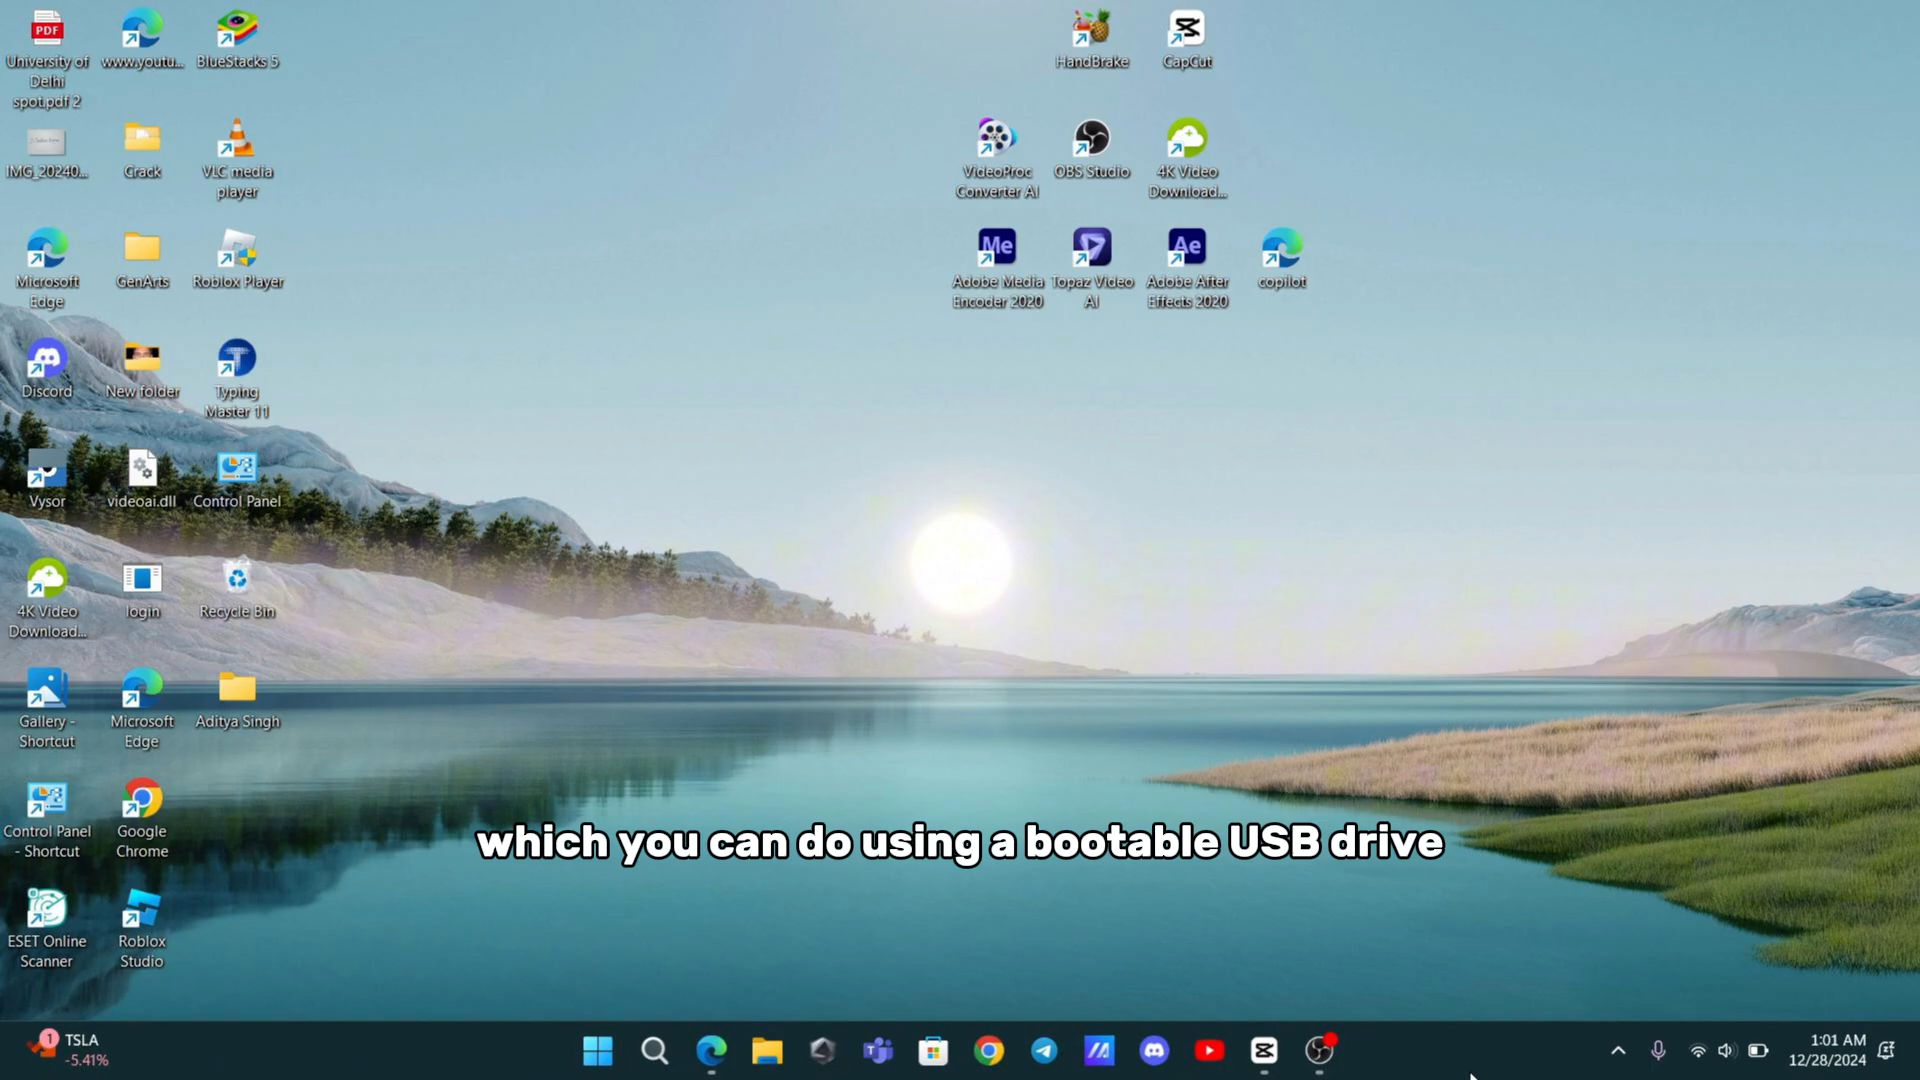 PDF
University of
Delhi
spot.pdf 2
www.youtu...
BlueStacks 5
HandBrake
CapCut
IMG_20240...
Crack
VLC media
player
VideoProc
Converter AI
OBS Studio
4K Video
Download...
Microsoft
Edge
GenArts
Roblox Player
Me
Adobe Media
Encoder 2020
Topaz Video
AI
Ae
Adobe After
Effects 2020
copilot
Discord
New folder
Typing
Master 11
Vysor
videoai.dll
Control Panel
4K Video
Download...
login
Recycle Bin
Gallery -
Shortcut
Microsoft
Edge
Aditya Singh
Control Panel
- Shortcut
Google
Chrome
which you can do using a bootable USB drive
ESET Online
Scanner
Roblox
Studio
1
TSLA
-5.41%
1:01 AM
12/28/2024